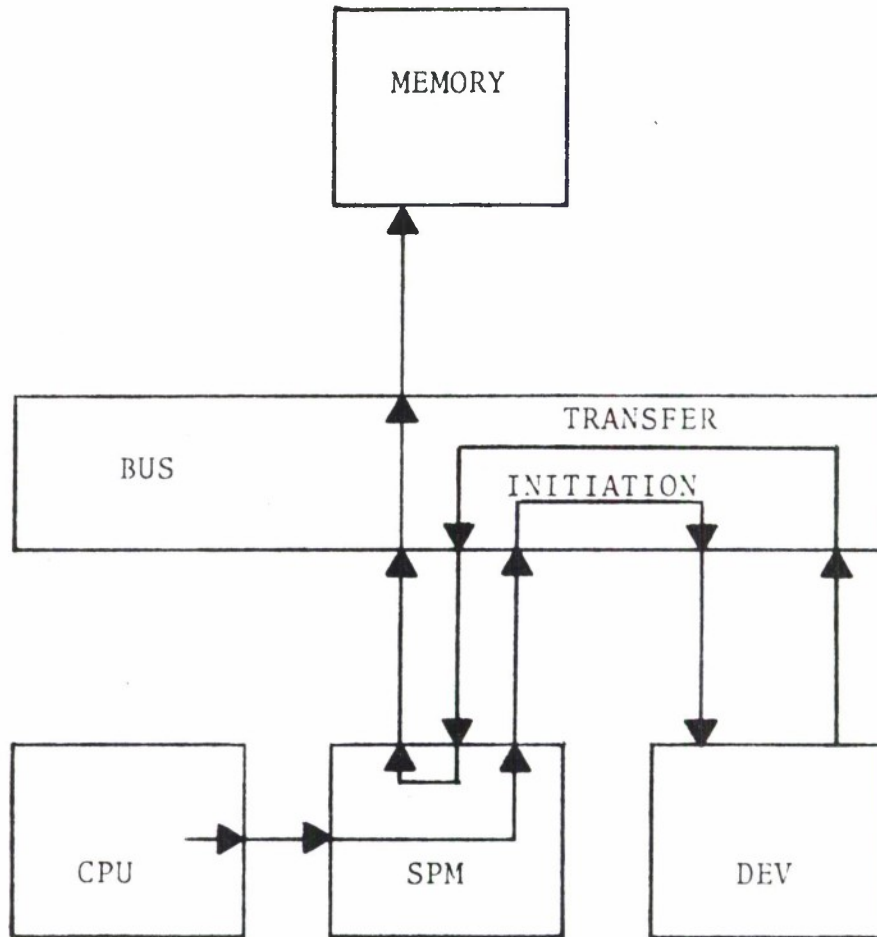 MEMORY
TRANSFER
BUS
INITIATION
CPU
SPM
DEV